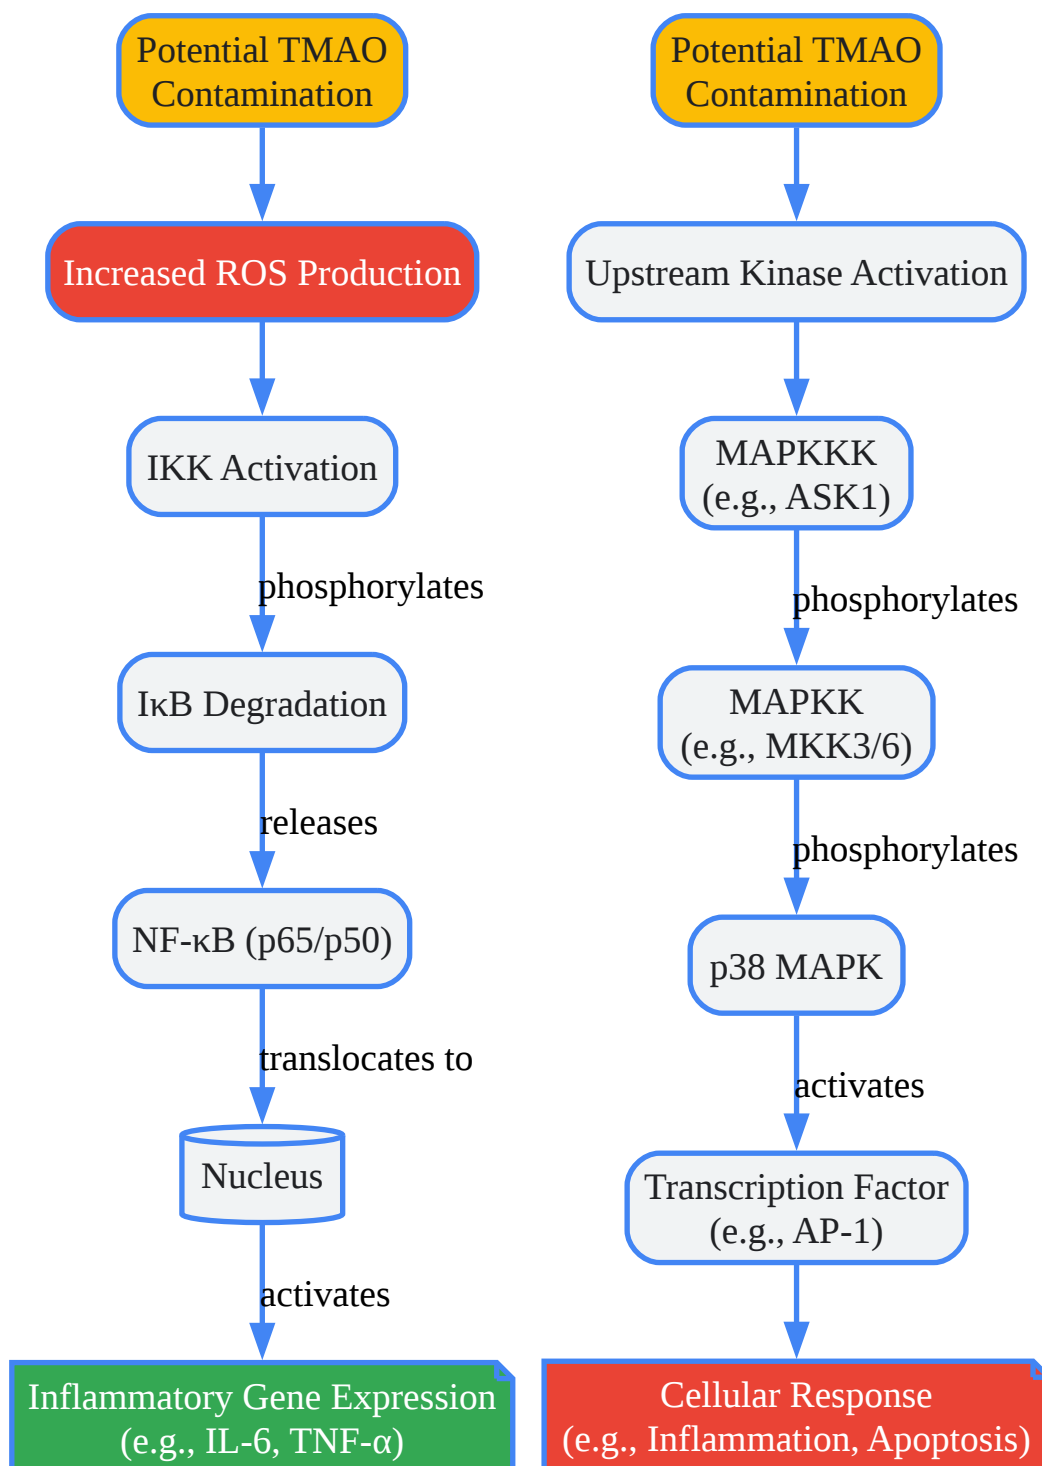 Potential TMAO
Contamination
Increased ROS Production
IKK Activation
phosphorylates
IκB Degradation
releases
NF-κB (p65/p50)
translocates to
Nucleus
activates
Inflammatory Gene Expression
(e.g., IL-6, TNF-α)
Potential TMAO
Contamination
Upstream Kinase Activation
MAPKKK
(e.g., ASK1)
phosphorylates
MAPKK
(e.g., MKK3/6)
phosphorylates
p38 MAPK
activates
Transcription Factor
(e.g., AP-1)
Cellular Response
(e.g., Inflammation, Apoptosis)